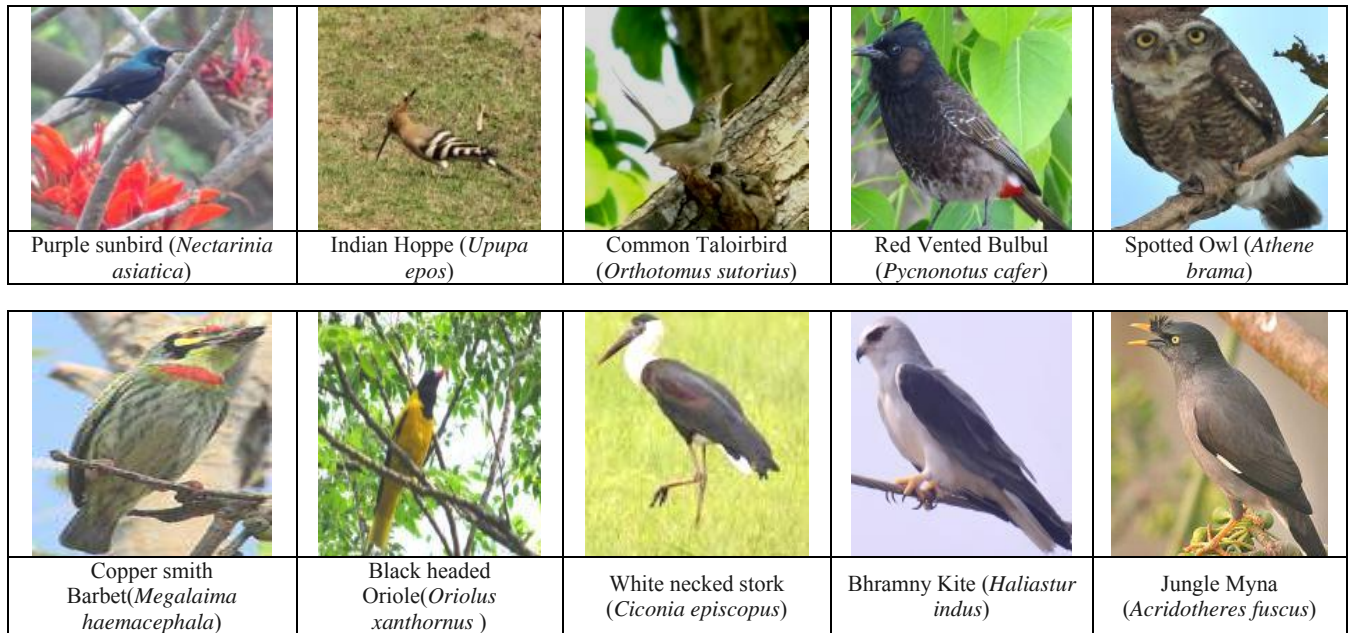 Purple sunbird (Nectarinia
asiatica)
Indian Hoppe (Upupa
epos)
Common Taloirbird
(Orthotomus sutorius)
Red Vented Bulbul
(Pycnonotus cafer)
Spotted Owl (Athene
brama)
Copper smith
Barbet(Megalaima
haemacephala)
Black headed
Oriole(Oriolus
xanthornus )
White necked stork
(Ciconia episcopus)
Bhramny Kite (Haliastur
indus)
Jungle Myna
(Acridotheres fuscus)